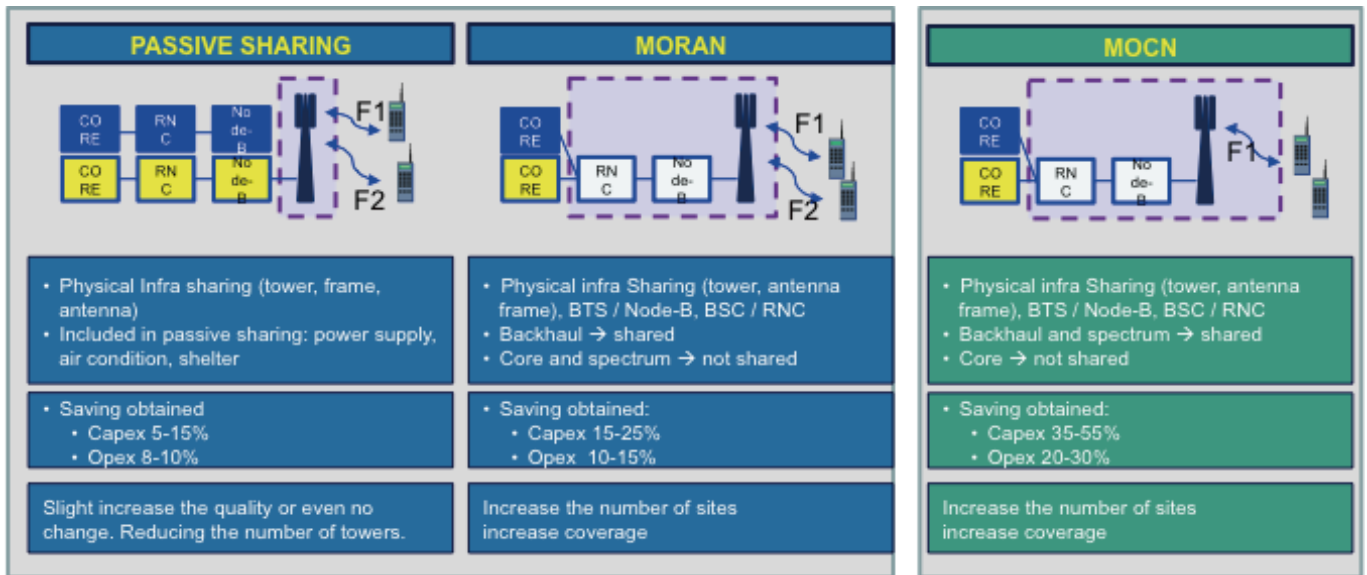 PASSIVE SHARING
CO
RE
RN
C
No
de-
B
CO
RE
RN
C
No
de-
B
F1
F2
• Physical Infra sharing (tower, frame,
antenna)
• Included in passive sharing: power supply,
air condition, shelter
• Saving obtained
• Capex 5-15%
• Opex 8-10%
Slight increase the quality or even no
change. Reducing the number of towers.
MORAN
CO
RE
CO
RE
RN
C
No
de-
B
F1
F2
• Physical infra Sharing (tower, antenna
frame), BTS / Node-B, BSC / RNC
• Backhaul → shared
• Core and spectrum → not shared
• Saving obtained:
• Capex 15-25%
• Opex 10-15%
Increase the number of sites
increase coverage
MOCN
CO
RE
CO
RE
RN
C
No
de-
B
F1
• Physical infra Sharing (tower, antenna
frame), BTS / Node-B, BSC / RNC
• Backhaul and spectrum → shared
• Core → not shared
• Saving obtained:
• Capex 35-55%
• Opex 20-30%
Increase the number of sites
increase coverage